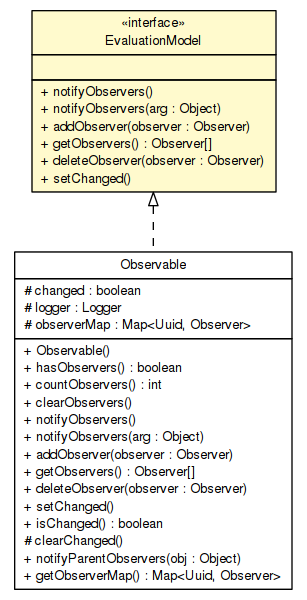 «interface»
EvaluationModel
+ notifyObservers()
+ notifyObservers(arg : Object)
+ addObserver(observer : Observer)
+ getObservers() : Observer[]
+ deleteObserver(observer : Observer)
+ setChanged()
Observable
# changed : boolean
# logger : Logger
# observerMap : Map<Uuid, Observer>
+ Observable()
+ hasObservers() : boolean
+ countObservers() : int
+ clearObservers()
+ notifyObservers()
+ notifyObservers(arg : Object)
+ addObserver(observer : Observer)
+ getObservers() : Observer[]
+ deleteObserver(observer : Observer)
+ setChanged()
+ isChanged() : boolean
# clearChanged()
+ notifyParentObservers(obj : Object)
+ getObserverMap() : Map<Uuid, Observer>